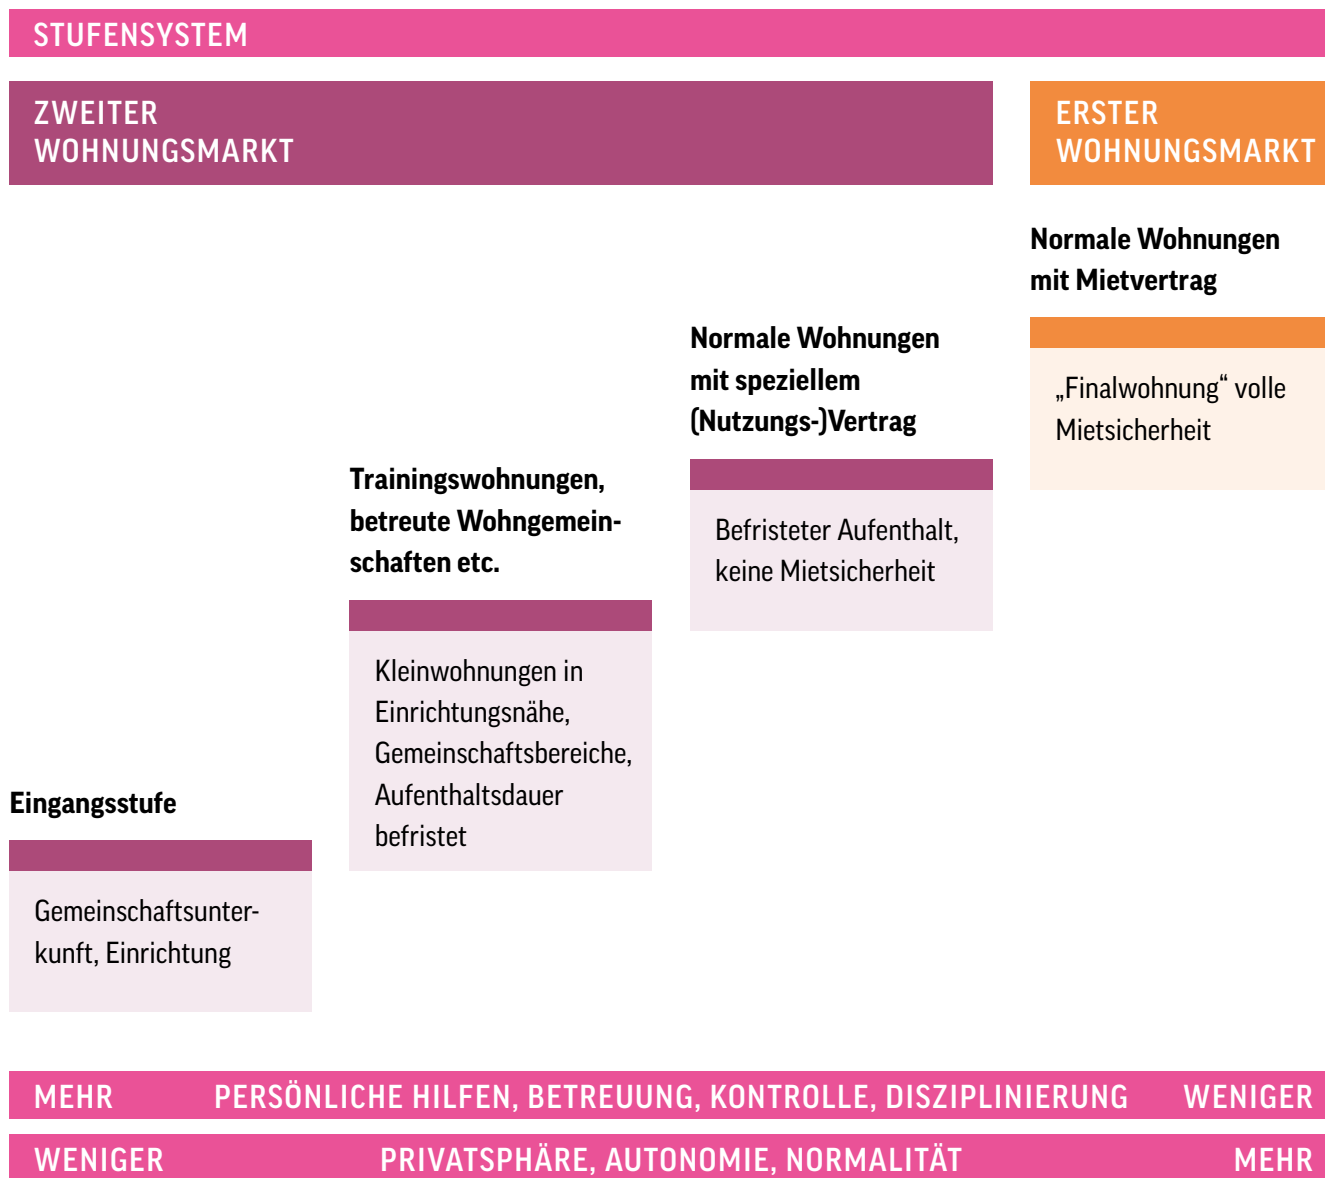 STUFENSYSTEM
ZWEITER
WOHNUNGSMARKT
ERSTER
WOHNUNGSMARKT
Eingangsstufe
Gemeinschaftsunter-
kunft, Einrichtung
Trainingswohnungen,
betreute Wohngemein-
schaften etc.
Kleinwohnungen in
Einrichtungsnähe,
Gemeinschaftsbereiche,
Aufenthaltsdauer
befristet
Normale Wohnungen
mit speziellem
(Nutzungs-)Vertrag
Befristeter Aufenthalt,
keine Mietsicherheit
Normale Wohnungen
mit Mietvertrag
„Finalwohnung“ volle
Mietsicherheit
MEHR PERSÖNLICHE HILFEN, BETREUUNG, KONTROLLE, DISZIPLINIERUNG WENIGER
WENIGER PRIVATSPHÄRE, AUTONOMIE, NORMALITÄT MEHR